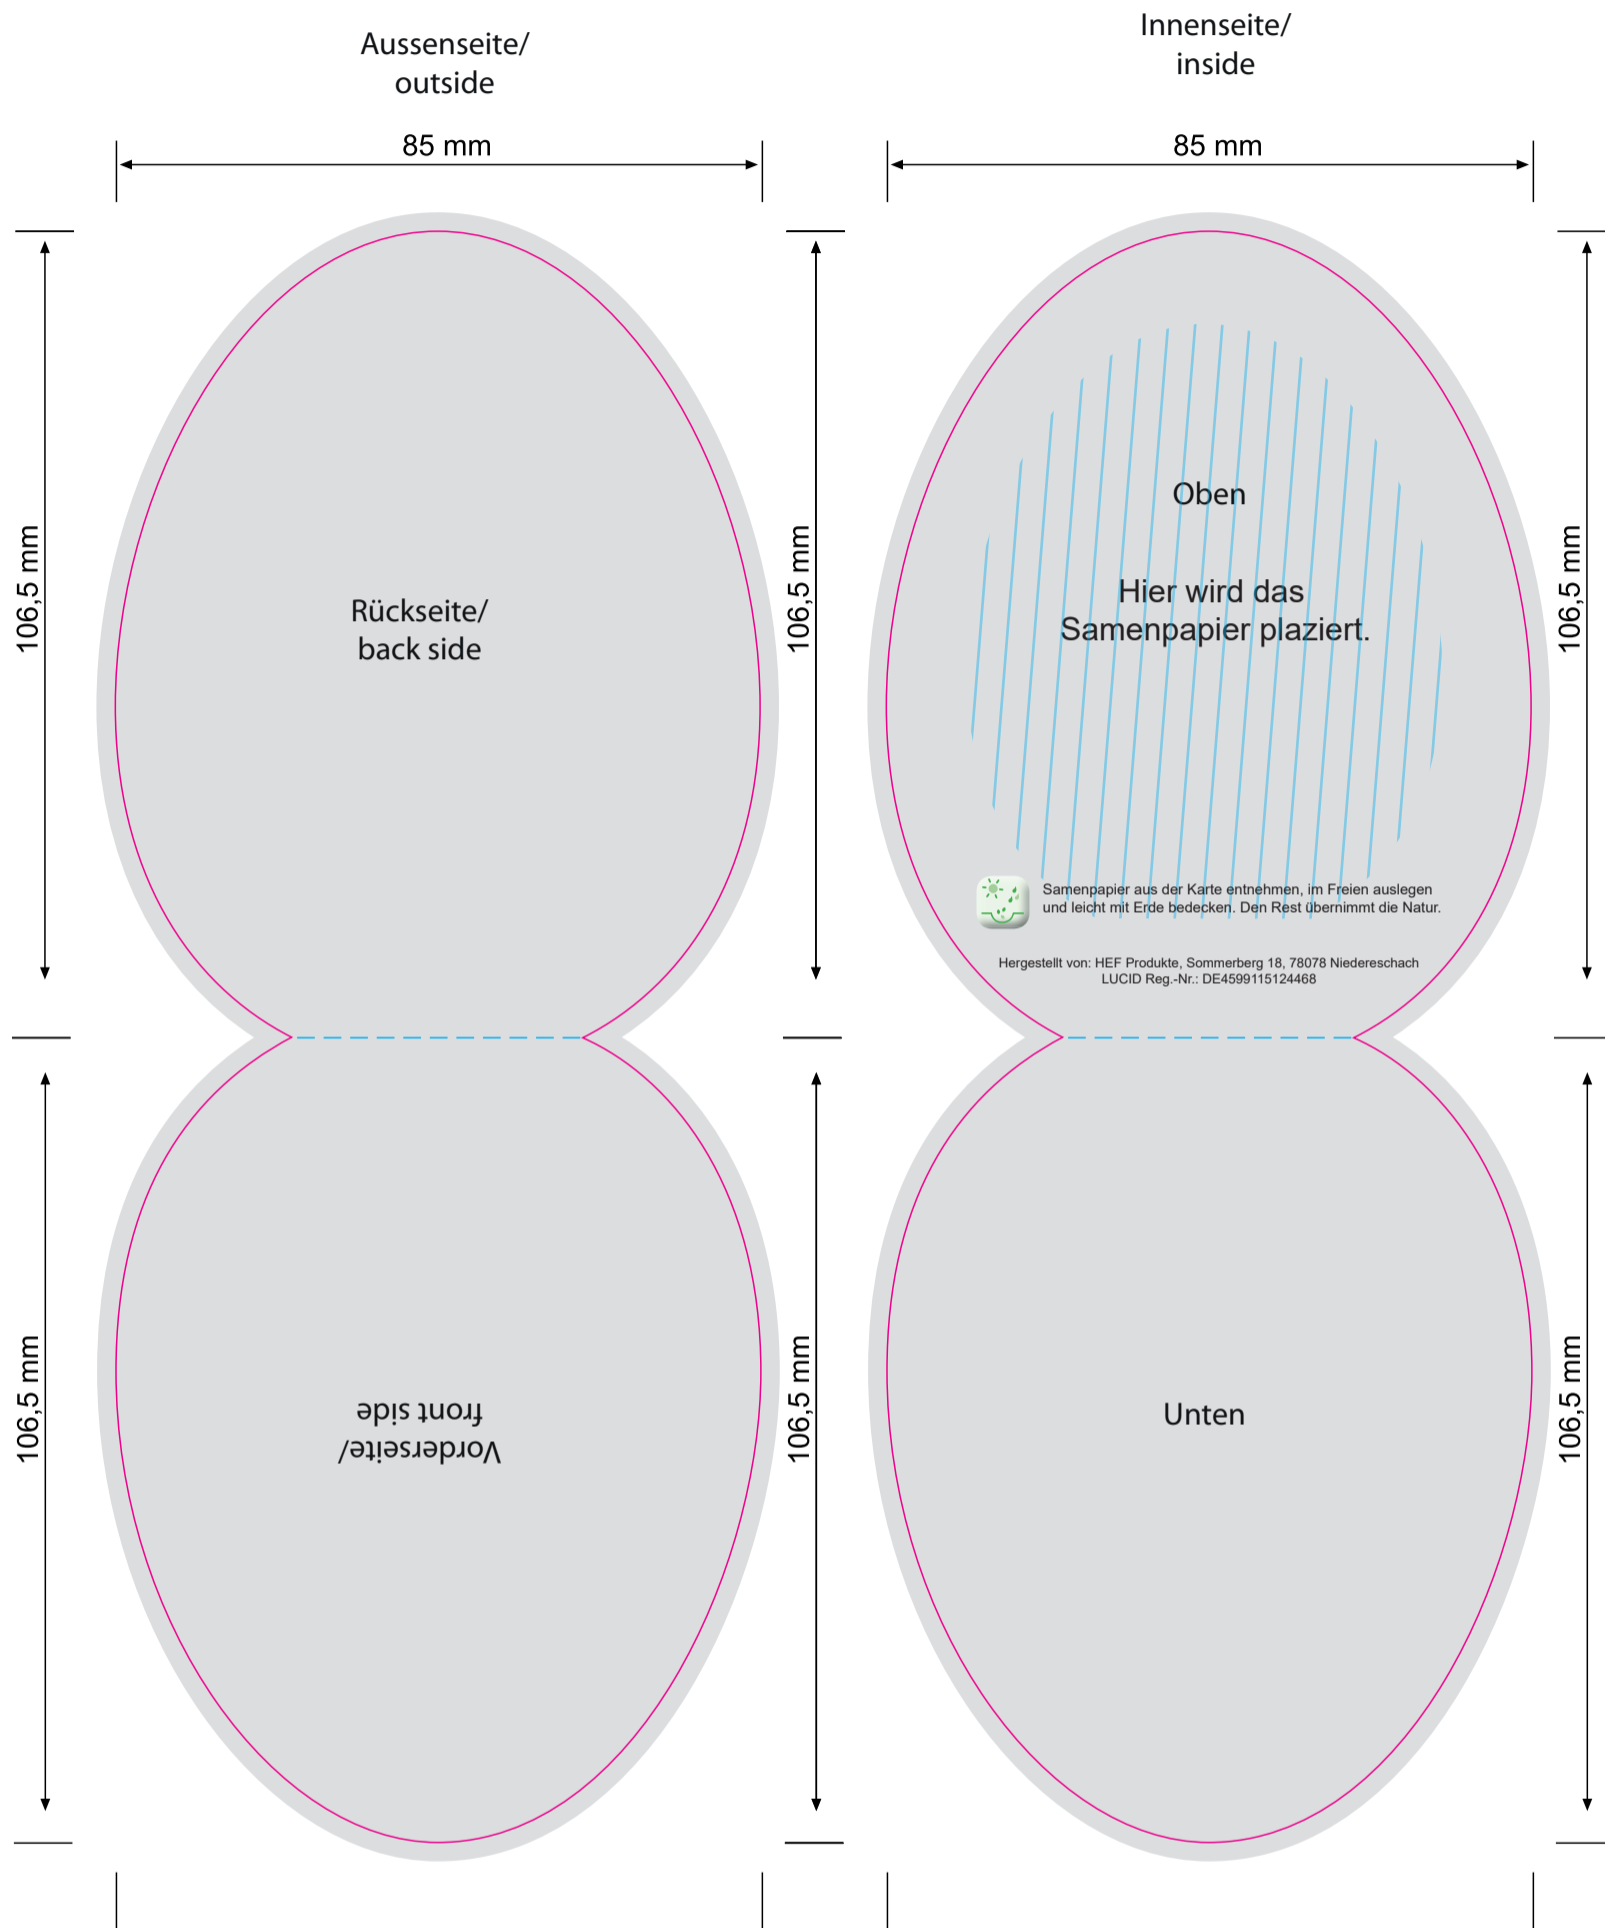 Aussenseite/
outside
Innenseite/
inside
85 mm
85 mm
106,5 mm
106,5 mm
106,5 mm
Rückseite/
back side
Oben
Hier wird das
Samenpapier plaziert.
Samenpapier aus der Karte entnehmen, im Freien auslegen
und leicht mit Erde bedecken. Den Rest übernimmt die Natur.
Hergestellt von: HEF Produkte, Sommerberg 18, 78078 Niedereschach
LUCID Reg.-Nr.: DE4599115124468
106,5 mm
106,5 mm
106,5 mm
Vorderseite/
front side
Unten